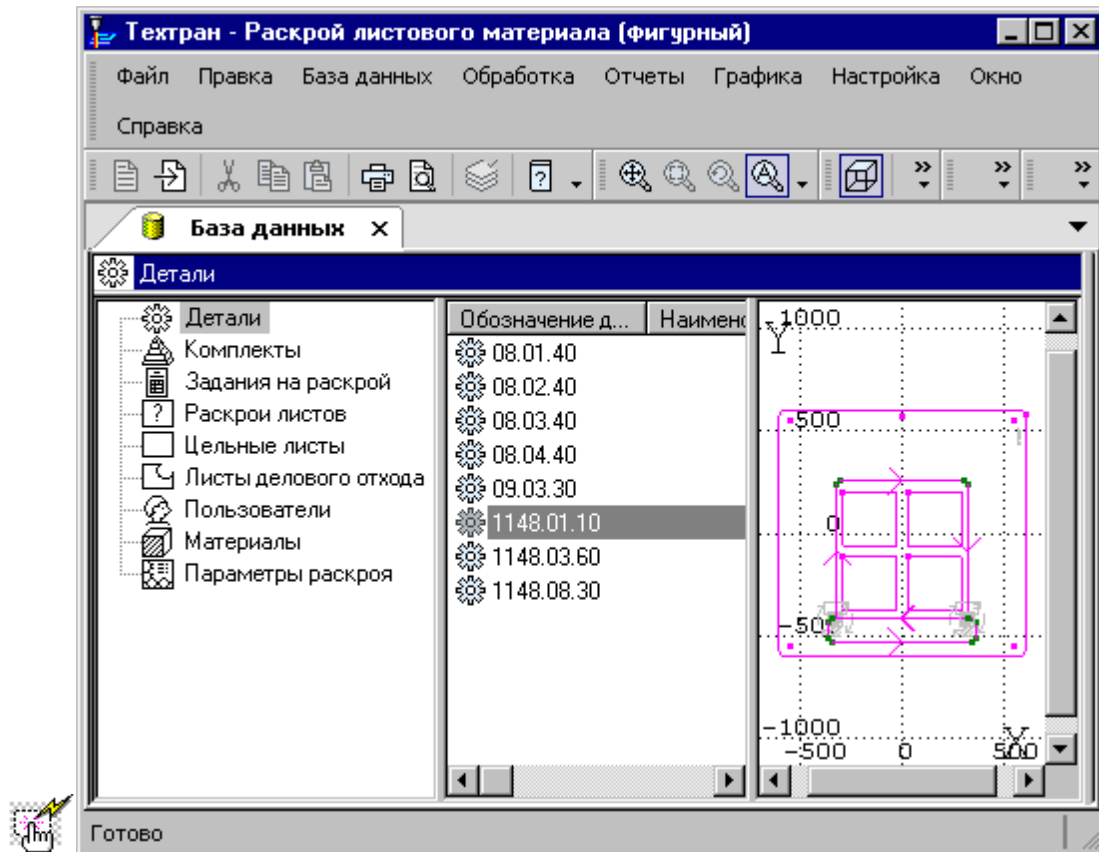 Техтран - Раскрой листового материала (фигурный)
Файл Правка База данных Обработка Отчеты Графика Настройка Окно
Справка
База данных
Детали
Детали
Комплекты
Задания на раскрой
Раскрои листов
Цельные листы
Листы делового отхода
Пользователи
Материалы
Параметры раскроя
Обозначение д... Наимен
08.01.40
08.02.40
08.03.40
08.04.40
09.03.30
1148.01.10
1148.03.60
1148.08.30
1000
Y
500
0
-50
-1000
-500 0 500
X
Готово